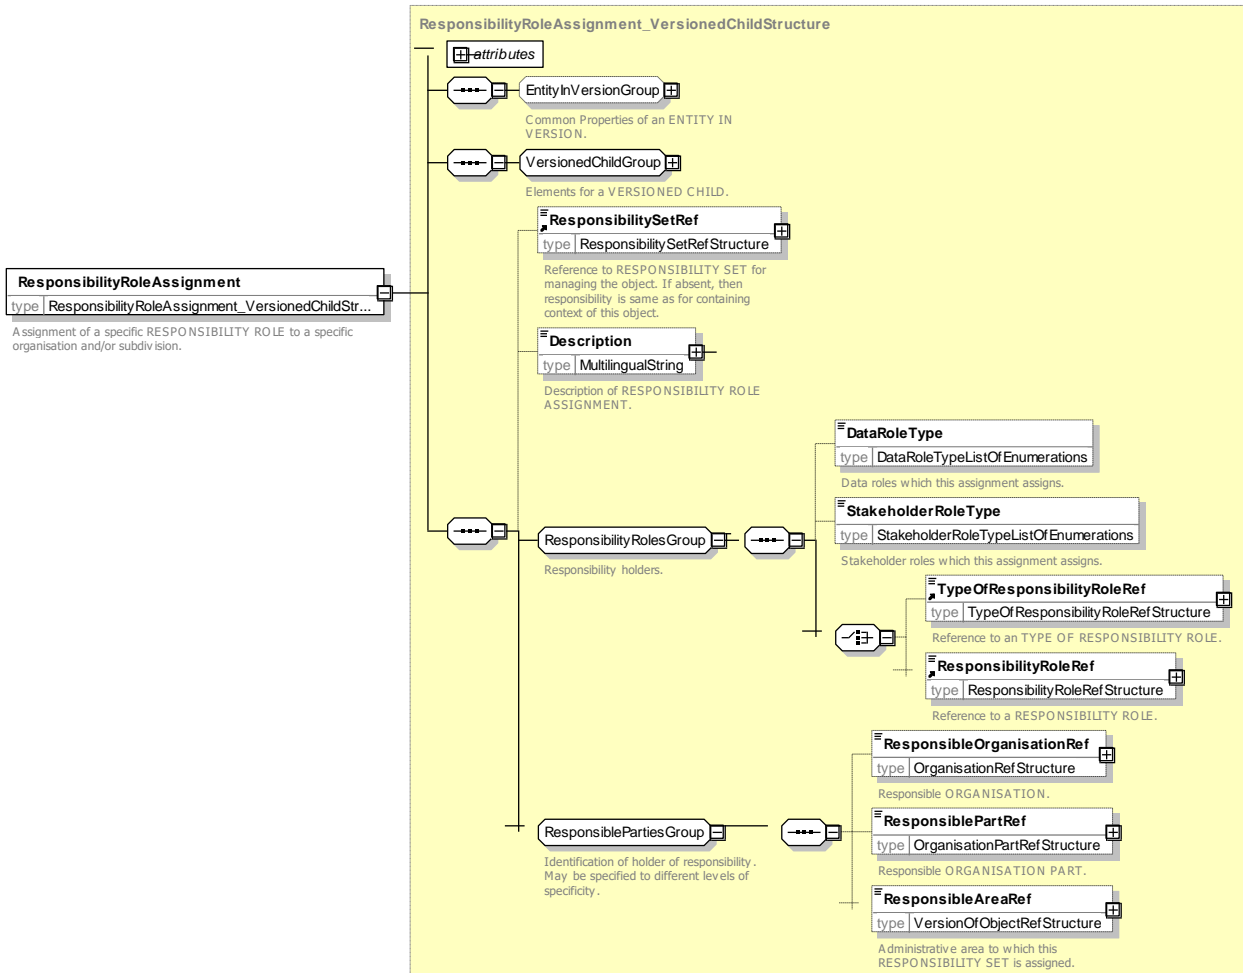 ResponsibilityRoleAssignment_VersionedChildStructure
attributes
EntityInVersionGroup
Common Properties of an ENTITY IN
VERSION.
VersionedChildGroup
Elements for a VERSIONED CHILD.
ResponsibilitySetRef
type ResponsibilitySetRefStructure
Reference to RESPONSIBILITY SET for
managing the object. If absent, then
responsibility is same as for containing
context of this object.
ResponsibilityRoleAssignment
type ResponsibilityRoleAssignment_VersionedChildStr...
Assignment of a specific RESPONSIBILITY ROLE to a specific
organisation and/or subdivision.
Description
type MultilingualString
Description of RESPONSIBILITY ROLE
ASSIGNMENT.
DataRoleType
type DataRoleTypeListOfEnumerations
Data roles which this assignment assigns.
StakeholderRoleType
type StakeholderRoleTypeListOfEnumerations
Stakeholder roles which this assignment assigns.
ResponsibilityRolesGroup
Responsibility holders.
TypeOfResponsibilityRoleRef
type TypeOfResponsibilityRoleRefStructure
Reference to an TYPE OF RESPONSIBILITY ROLE.
ResponsibilityRoleRef
type ResponsibilityRoleRefStructure
Reference to a RESPONSIBILITY ROLE.
ResponsibleOrganisationRef
type OrganisationRefStructure
Responsible ORGANISATION.
ResponsiblePartiesGroup
Identification of holder of responsibility.
May be specified to different levels of
specificity.
ResponsiblePartRef
type OrganisationPartRefStructure
Responsible ORGANISATION PART.
ResponsibleAreaRef
type VersionOfObjectRefStructure
Administrative area to which this
RESPONSIBILITY SET is assigned.